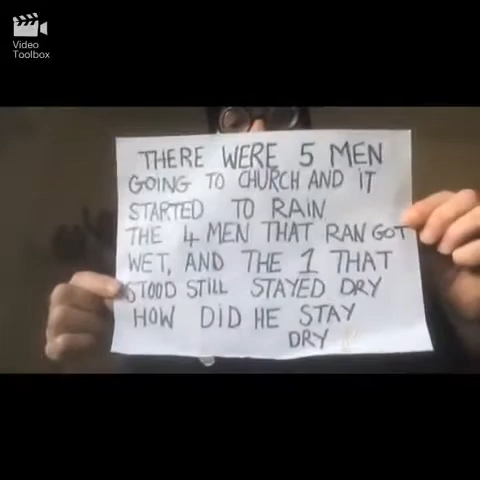 Video
Toolbox
THERE WERE 5 MEN
GOING TO CHURCH AND IT
STARTED TO RAIN
THE 4 MEN THAT RAN GOT
WET, AND THE 1 THAT
STOOD STILL STAYED DRY
HOW DID HE STAY
DRY